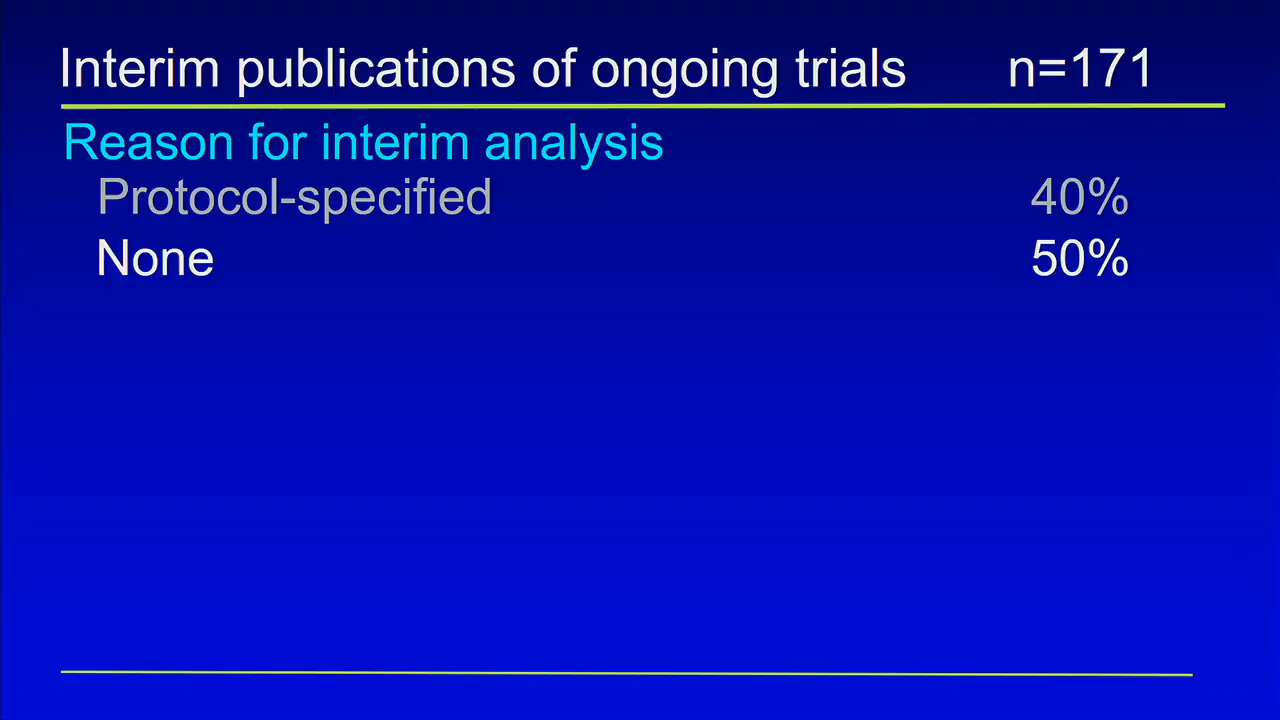 Interim publications of ongoing trials n=171
Reason for interim analysis
Protocol-specified 40%
None 50%